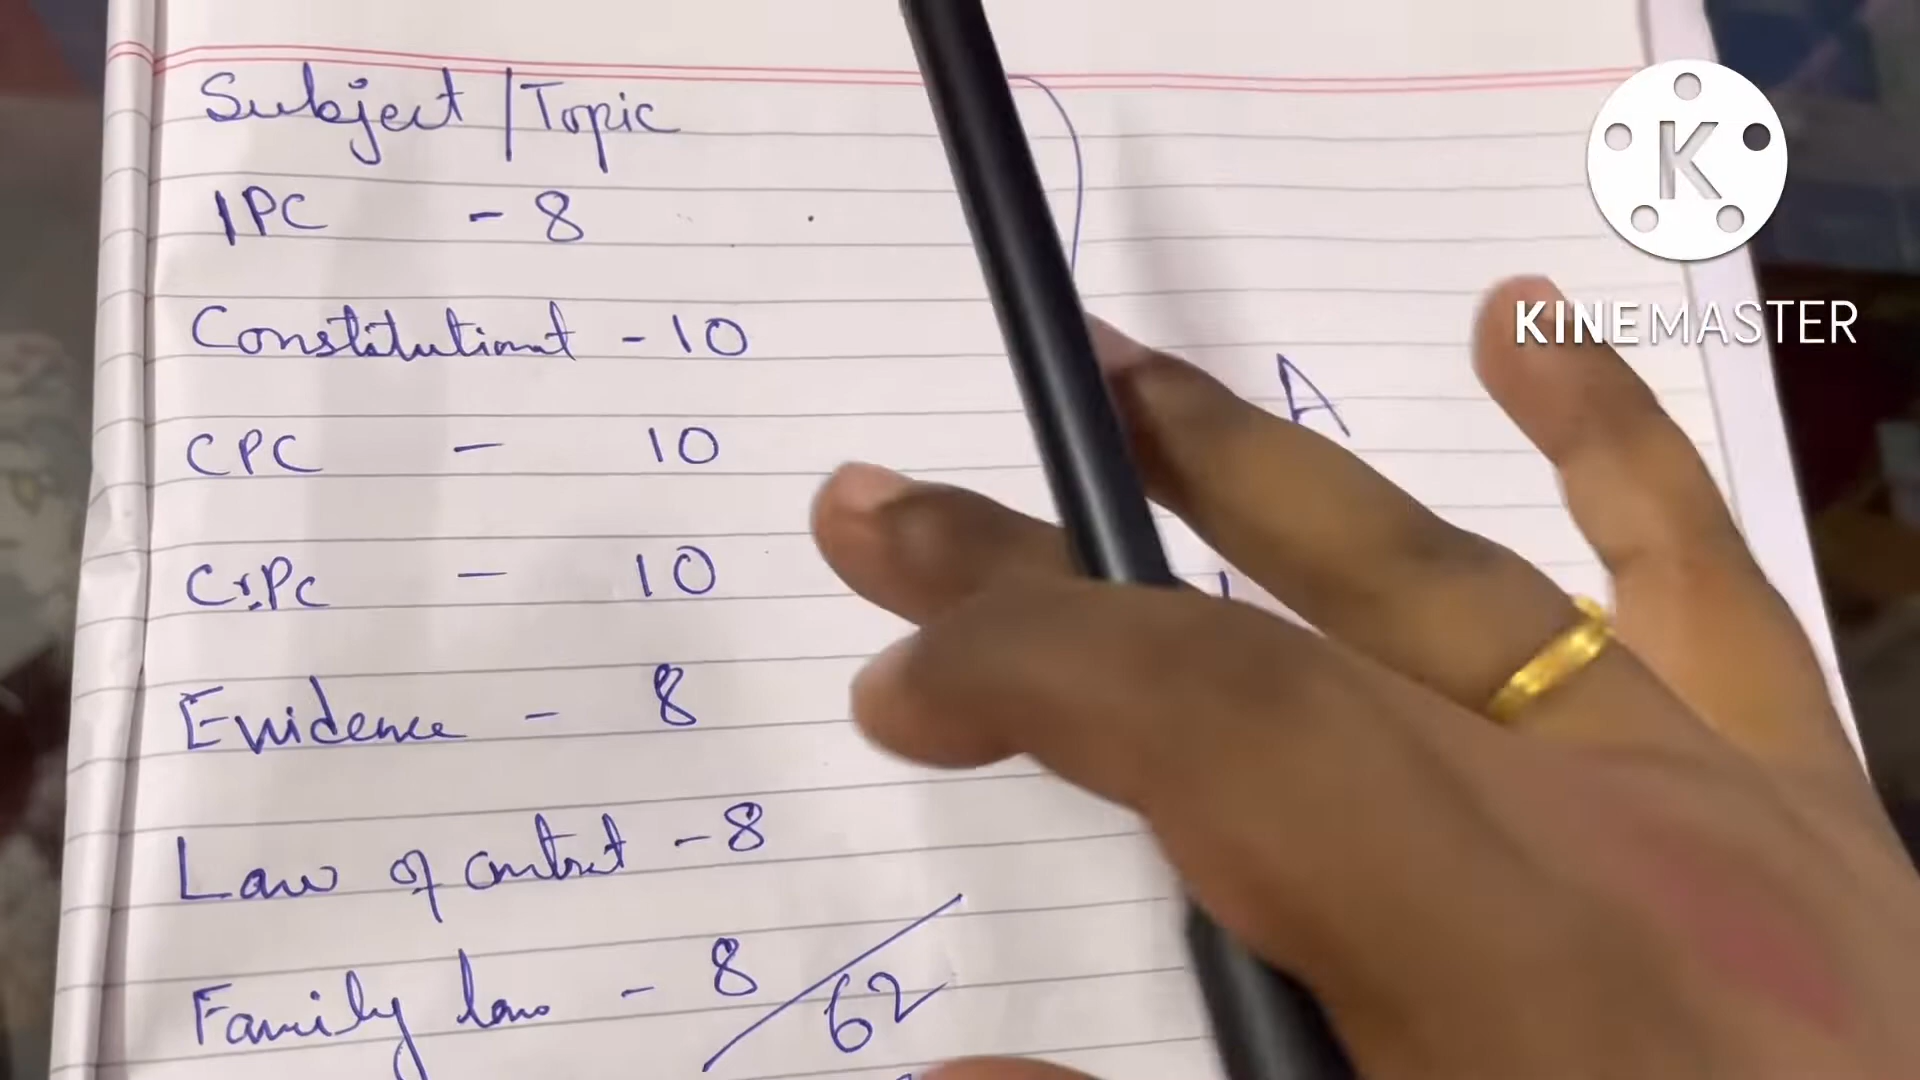 Subject / Topic
IPC - 8
Constitutional - 10
CPC - 10
CrPC - 10
Evidence - 8
Law of contract - 8
Family law - 8
62
A
K
KINEMASTER